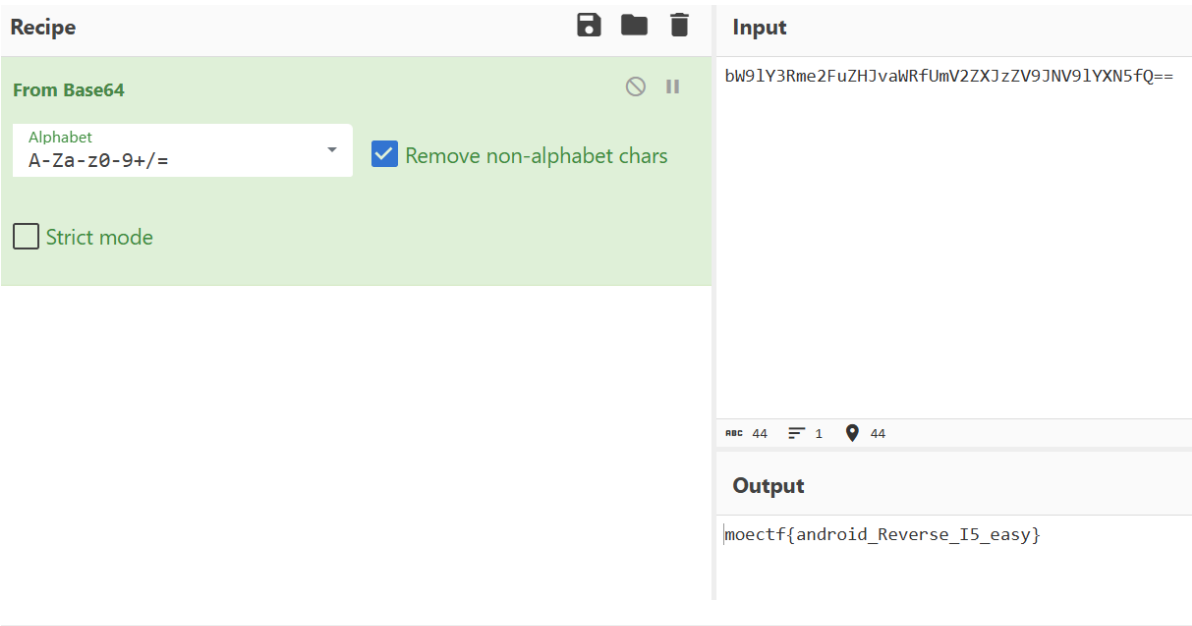 Recipe
From Base64
Alphabet
A-Za-z0-9+/=
Remove non-alphabet chars
Strict mode
Input
bW9lY3Rme2FuZHJvaWRfUmV2ZXJzZV9JNV9lYXN5fQ==
ABC 44 1 44
Output
moectf{android_Reverse_I5_easy}